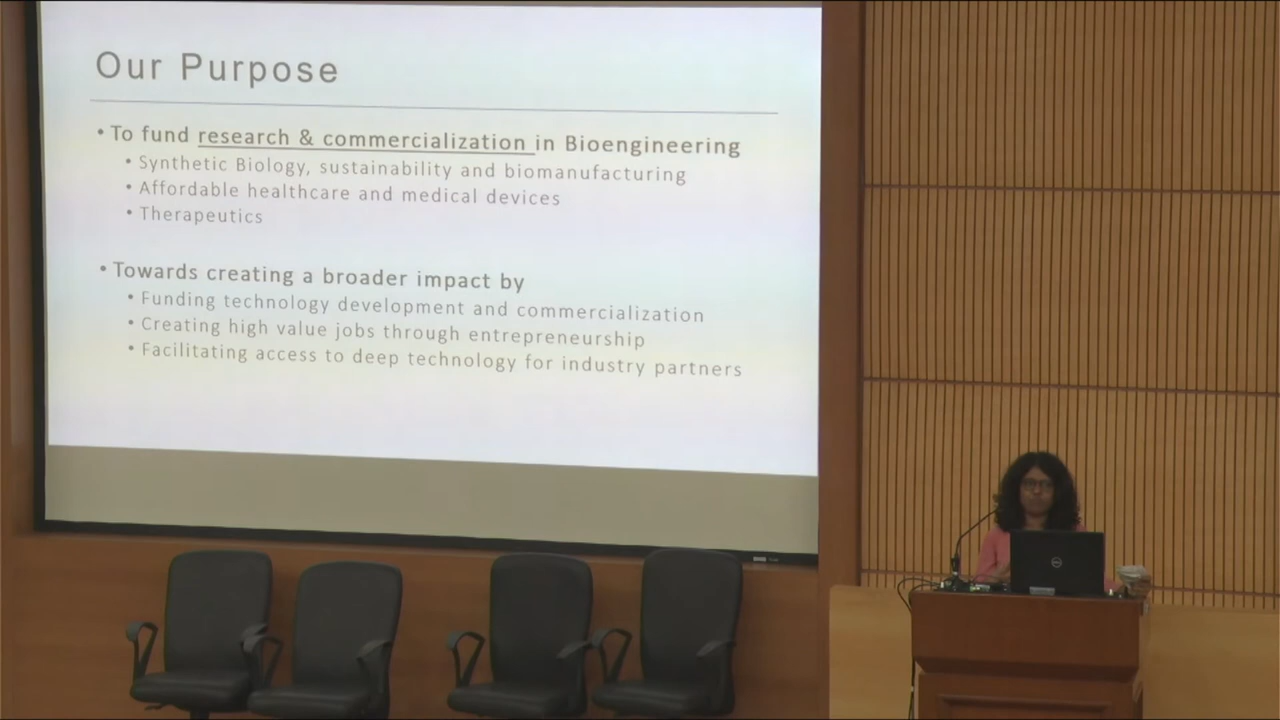 Our Purpose
• To fund research & commercialization in Bioengineering
• Synthetic Biology, sustainability and biomanufacturing
• Affordable healthcare and medical devices
• Therapeutics
• Towards creating a broader impact by
• Funding technology development and commercialization
• Creating high value jobs through entrepreneurship
• Facilitating access to deep technology for industry partners
DELL